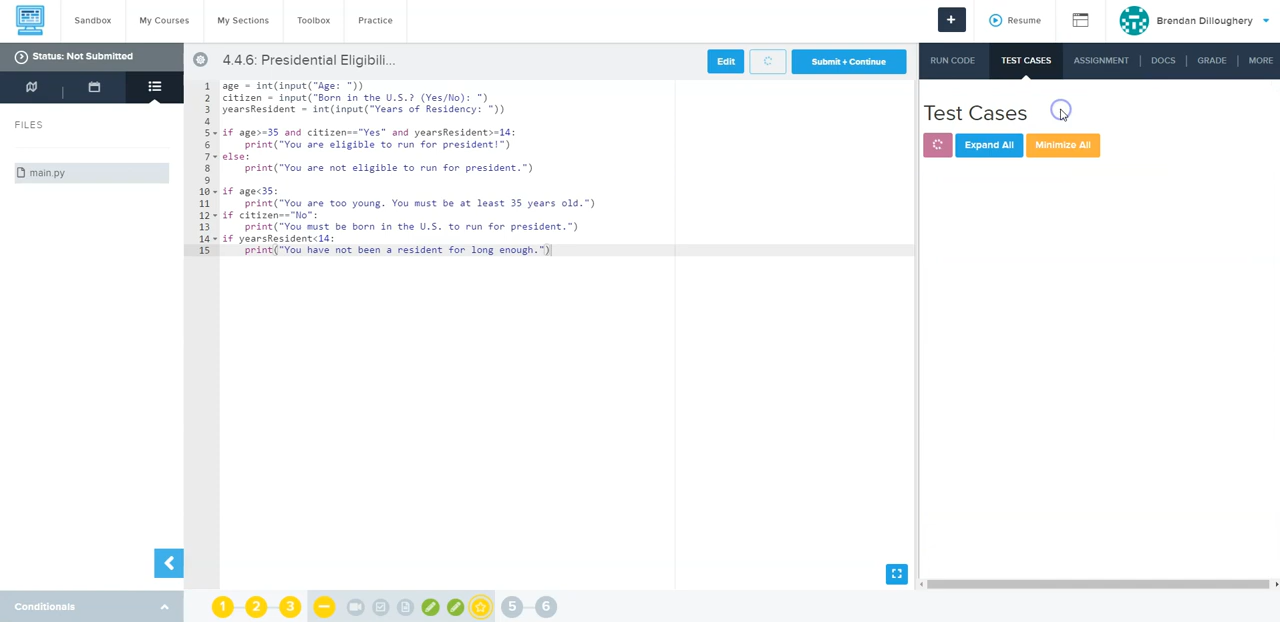 Sandbox My Courses My Sections Toolbox Practice + Resume Brendan Dilloughery
Status: Not Submitted
4.4.6: Presidential Eligibili...
Edit Submit + Continue
RUN CODE TEST CASES ASSIGNMENT DOCS GRADE MORE
FILES
main.py
1 age = int(input("Age: "))
2 citizen = input("Born in the U.S.? (Yes/No): ")
3 yearsResident = int(input("Years of Residency: "))
4
5 if age>=35 and citizen=="Yes" and yearsResident>=14:
6 print("You are eligible to run for president!")
7 else:
8 print("You are not eligible to run for president.")
9
10 if age<35:
11 print("You are too young. You must be at least 35 years old.")
12 if citizen=="No":
13 print("You must be born in the U.S. to run for president.")
14 if yearsResident<14:
15 print("You have not been a resident for long enough.")
Test Cases
Expand All Minimize All
Conditionals
1 2 3 5 6